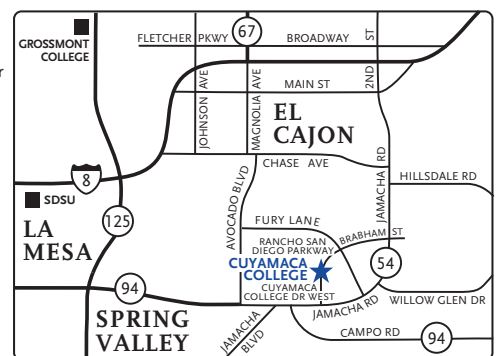 GROSSMONT
COLLEGE
r
FLETCHER PKWY
67
BROADWAY
2ND ST
JOHNSON AVE
MAGNOLIA AVE
MAIN ST
EL
CAJON
CHASE AVE
8
SDSU
HILLSDALE RD
JAMACHA RD
LA
MESA
125
AVOCADO BLVD
FURY LANE
RANCHO SAN
DIEGO PARKWAY
BRABHAM ST
CUYAMACA
COLLEGE
CUYAMACA
COLLEGE DR WEST
54
94
JAMACHA RD
WILLOW GLEN DR
SPRING
VALLEY
JAMACHA
BLVD
CAMPO RD
94